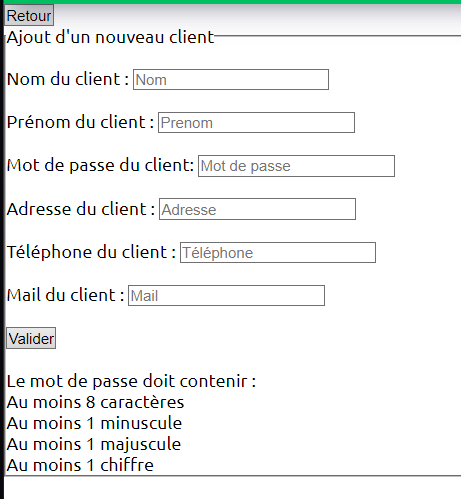 Retour
Ajout d'un nouveau client
Nom du client : Nom
Prénom du client : Prenom
Mot de passe du client: Mot de passe
Adresse du client : Adresse
Téléphone du client : Téléphone
Mail du client : Mail
Valider
Le mot de passe doit contenir :
Au moins 8 caractères
Au moins 1 minuscule
Au moins 1 majuscule
Au moins 1 chiffre